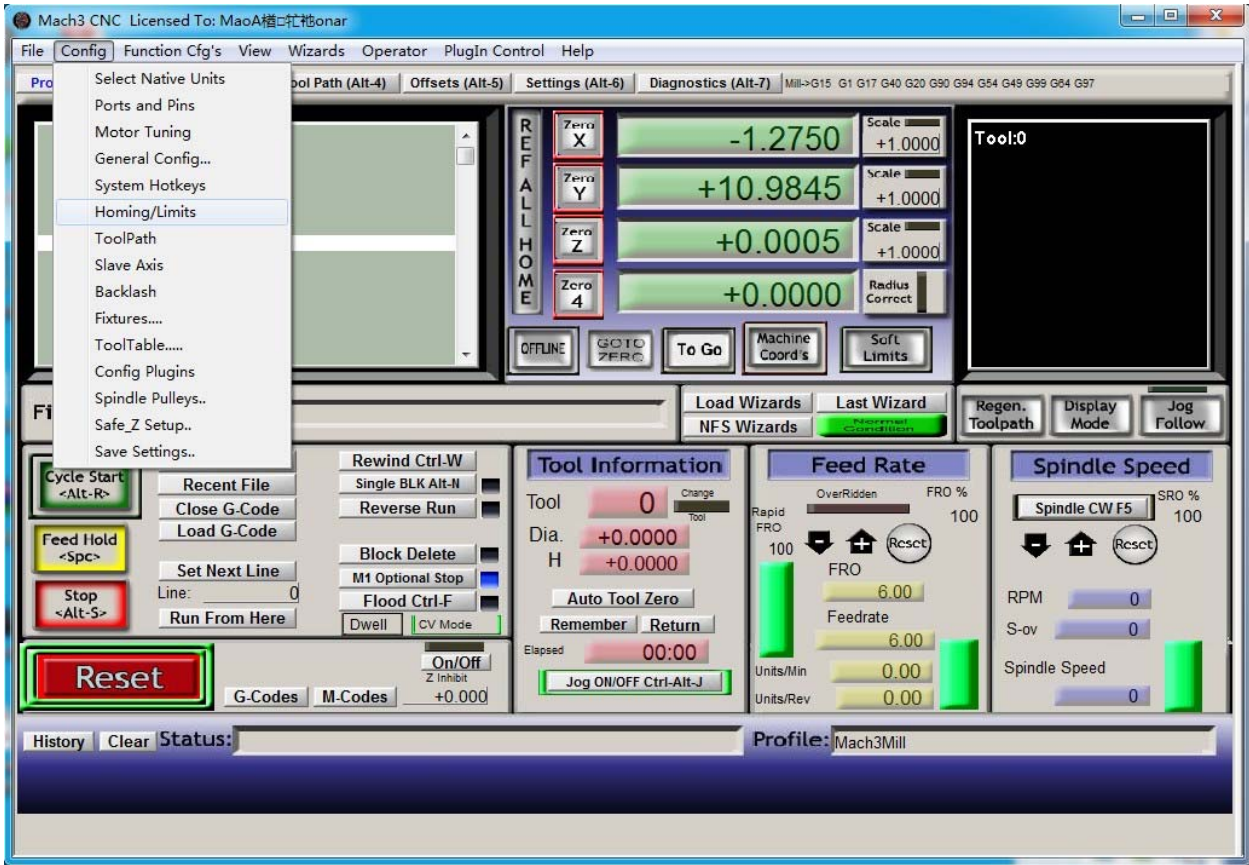 Mach3 CNC Licensed To: MaoA楢□牤祂onar
File Config Function Cfg's View Wizards Operator PlugIn Control Help
Pro
ool Path (Alt-4) Offsets (Alt-5) Settings (Alt-6) Diagnostics (Alt-7) Mill->G15 G1 G17 G40 G20 G90 G94 G54 G49 G99 G64 G97
Select Native Units
Ports and Pins
Motor Tuning
General Config...
System Hotkeys
Homing/Limits
ToolPath
Slave Axis
Backlash
Fixtures....
ToolTable.....
Config Plugins
Spindle Pulleys..
Safe_Z Setup..
Save Settings..
REF ALL HOME
Zero X -1.2750 Scale +1.0000
Zero Y +10.9845 Scale +1.0000
Zero Z +0.0005 Scale +1.0000
Zero 4 +0.0000 Radius Correct
OFFLINE GOTO ZERO To Go Machine Coord's Soft Limits
Tool:0
Fi
Load Wizards Last Wizard
NFS Wizards Normal Condition
Regen. Toolpath Display Mode Jog Follow
Cycle Start <Alt-R>
Feed Hold <Spc>
Stop <Alt-S>
Recent File
Close G-Code
Load G-Code
Set Next Line
Line: 0
Run From Here
Rewind Ctrl-W
Single BLK Alt-N
Reverse Run
Block Delete
M1 Optional Stop
Flood Ctrl-F
Dwell CV Mode
Reset
G-Codes M-Codes
On/Off
Z Inhibit
+0.000
Tool Information
Tool 0 Change Tool
Dia. +0.0000
H +0.0000
Auto Tool Zero
Remember Return
Elapsed 00:00
Jog ON/OFF Ctrl-Alt-J
Feed Rate
OverRidden FRO %
100
Rapid FRO
100
Reset
FRO
6.00
Feedrate
6.00
Units/Min 0.00
Units/Rev 0.00
Spindle Speed
Spindle CW F5 SRO %
100
Reset
RPM 0
S-ov 0
Spindle Speed
0
History Clear Status:
Profile: Mach3Mill